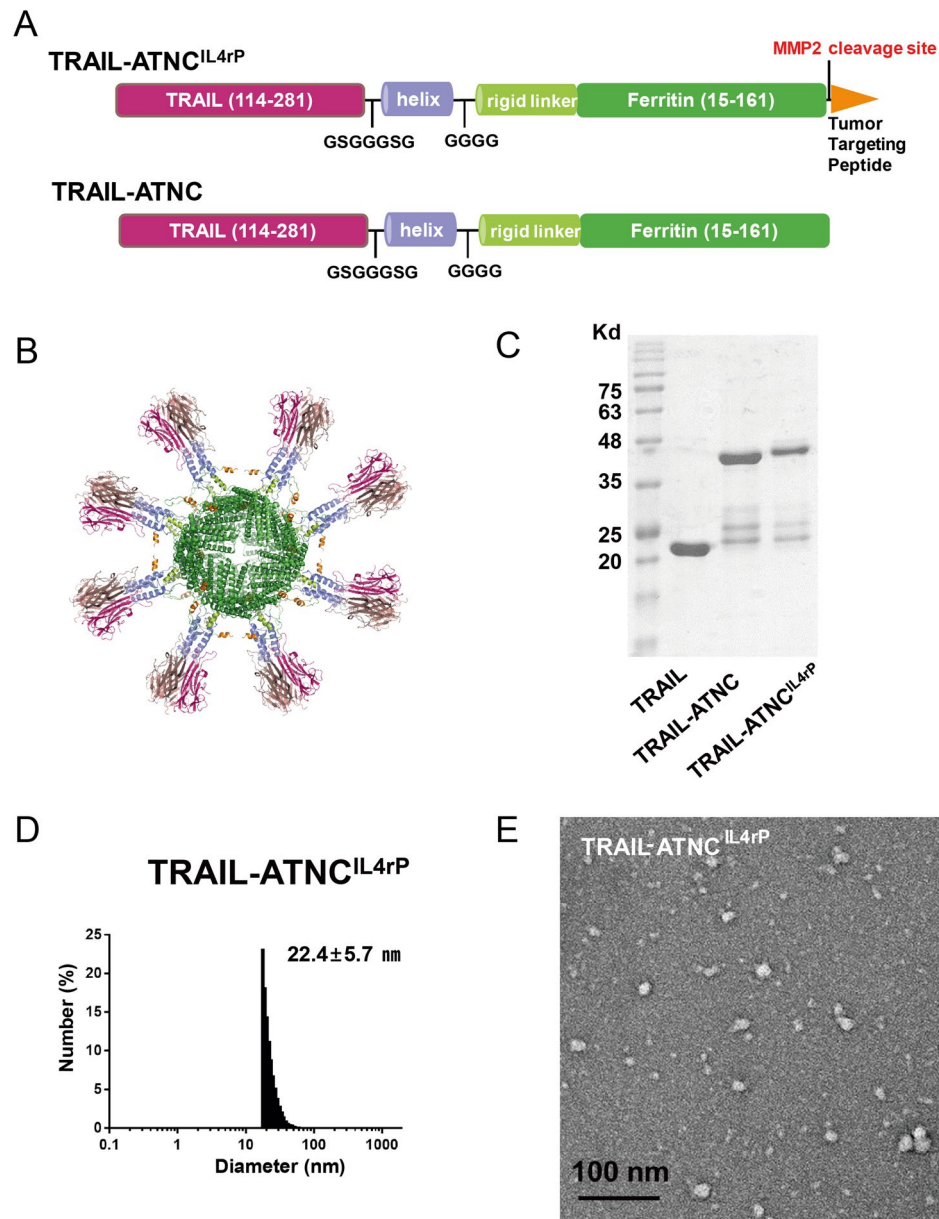 A
TRAIL-ATNC^IL4rP
MMP2 cleavage site
TRAIL (114-281)
helix
rigid linker
Ferritin (15-161)
GSGGGSG
GGGG
Tumor
Targeting
Peptide
TRAIL-ATNC
TRAIL (114-281)
helix
rigid linker
Ferritin (15-161)
GSGGGSG
GGGG
B
C
Kd
75
63
48
35
25
20
TRAIL
TRAIL-ATNC
TRAIL-ATNC^IL4rP
D
TRAIL-ATNC^IL4rP
22.4±5.7 nm
Number (%)
25
20
15
10
5
0
0.1
1
10
100
1000
Diameter (nm)
E
TRAIL-ATNC^IL4rP
100 nm